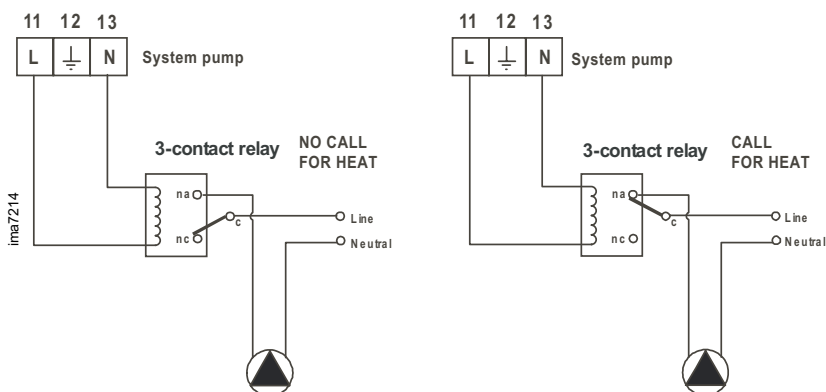 11 12 13
L N System pump
3-contact relay
NO CALL
FOR HEAT
na
nc
c
Line
Neutral
ima7214
11 12 13
L N System pump
3-contact relay
CALL
FOR HEAT
na
nc
c
Line
Neutral